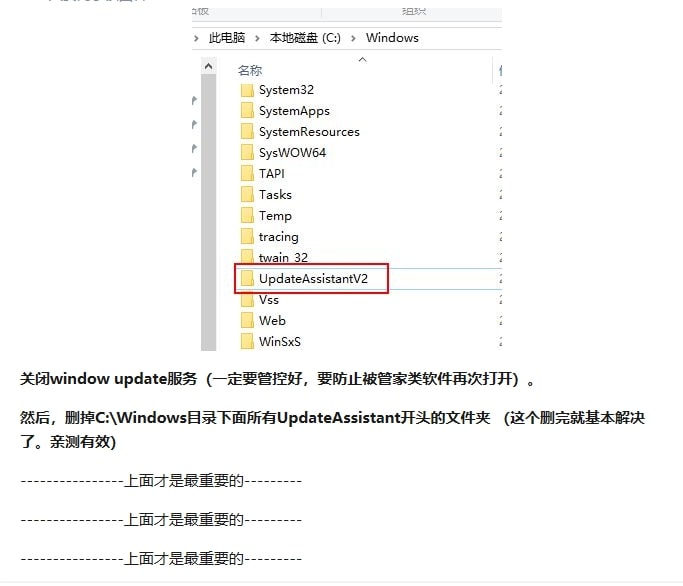 组织
此电脑 > 本地磁盘 (C:) > Windows
名称
System32
SystemApps
SystemResources
SysWOW64
TAPI
Tasks
Temp
tracing
twain_32
UpdateAssistantV2
Vss
Web
WinSxS
关闭window update服务（一定要管控好，要防止被管家类软件再次打开）。
然后，删掉C:\Windows目录下面所有UpdateAssistant开头的文件夹 （这个删完就基本解决
了。亲测有效）
----------------上面才是最重要的---------
----------------上面才是最重要的---------
----------------上面才是最重要的---------